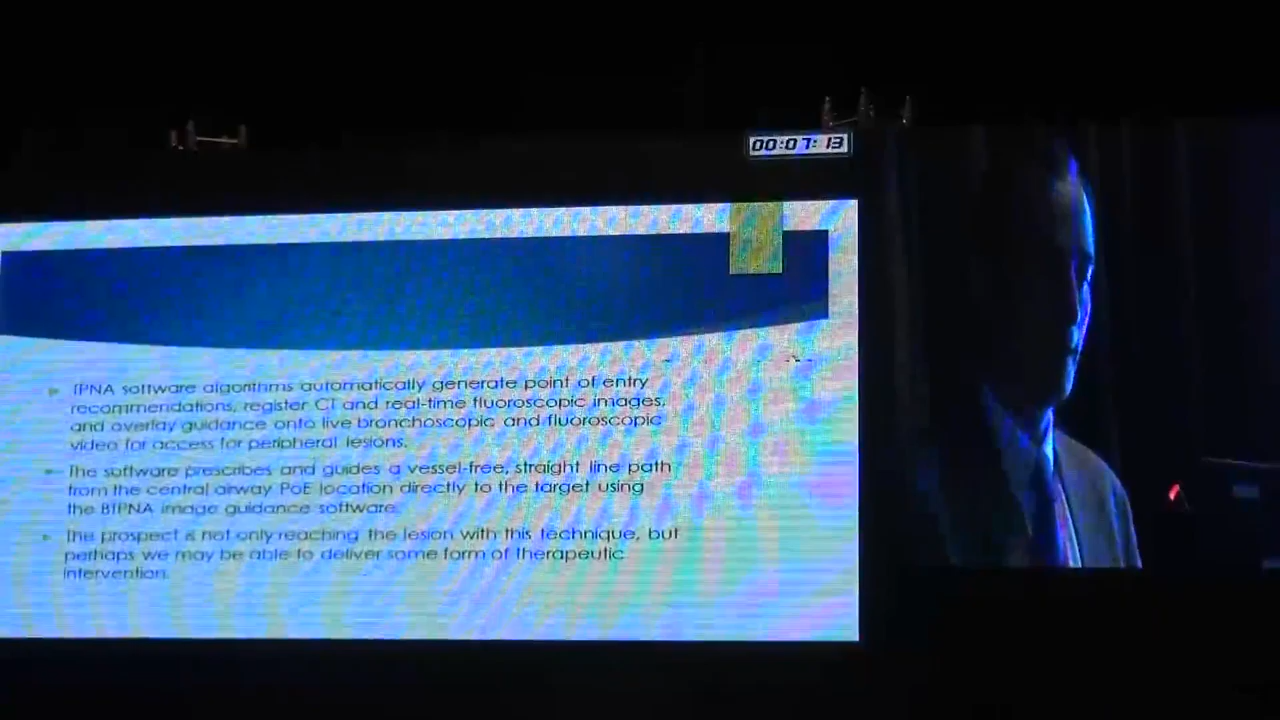 00:07:13
TPNA software algorithms automatically generate point of entry
recommendations, register CT and real-time fluoroscopic images,
and overlay guidance onto live bronchoscopic and fluoroscopic
video for access for peripheral lesions.
The software prescribes and guides a vessel-free, straight line path
from the central airway PoE location directly to the target using
the BTPNA image guidance software.
The prospect is not only reaching the lesion with this technique, but
perhaps we may be able to deliver some form of therapeutic
intervention.